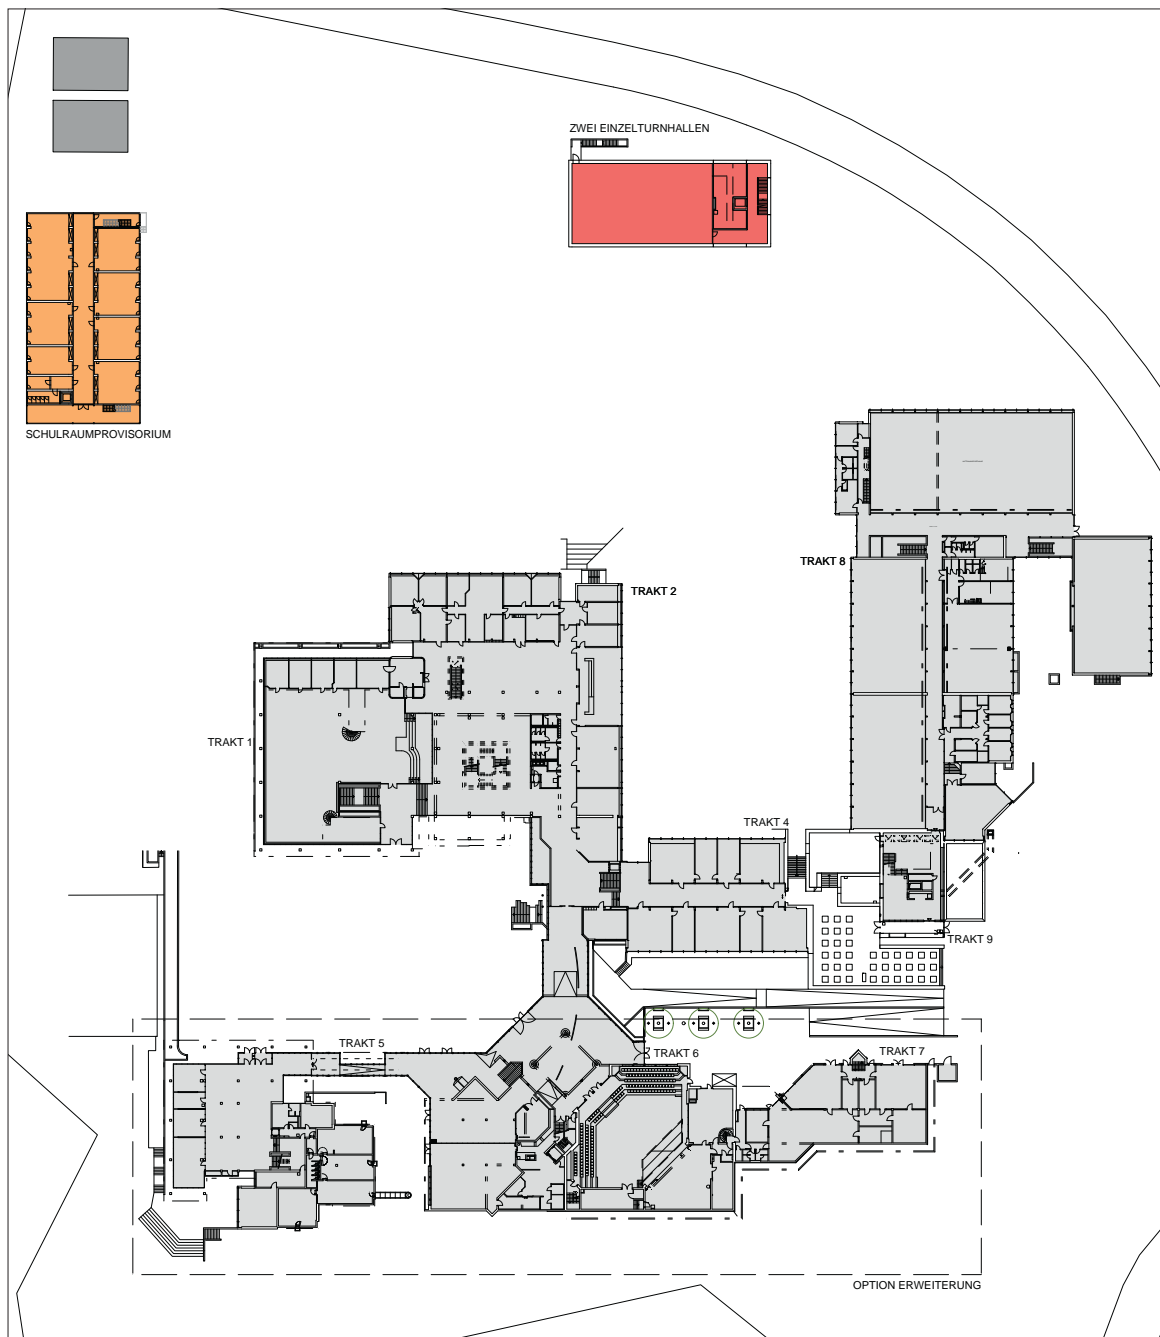 ZWEI EINZELTURNHALLEN
SCHULRAUMPROVISORIUM
TRAKT 8
TRAKT 2
TRAKT 1
TRAKT 4
TRAKT 9
TRAKT 5
TRAKT 6
TRAKT 7
OPTION ERWEITERUNG